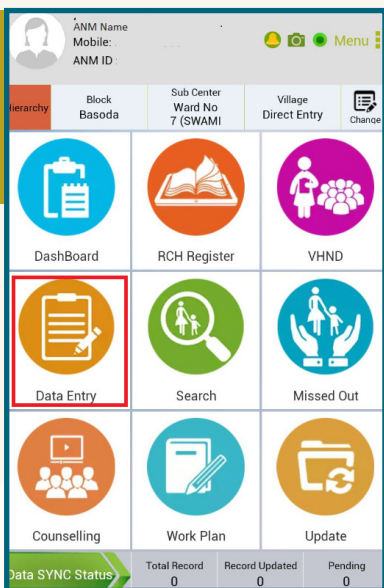 ANM Name
Mobile:
ANM ID :
Menu
Hierarchy
Block
Basoda
Sub Center
Ward No
7 (SWAMI
Village
Direct Entry
Change
DashBoard
RCH Register
VHND
Data Entry
Search
Missed Out
Counselling
Work Plan
Update
Data SYNC Status
Total Record
0
Record Updated
0
Pending
0